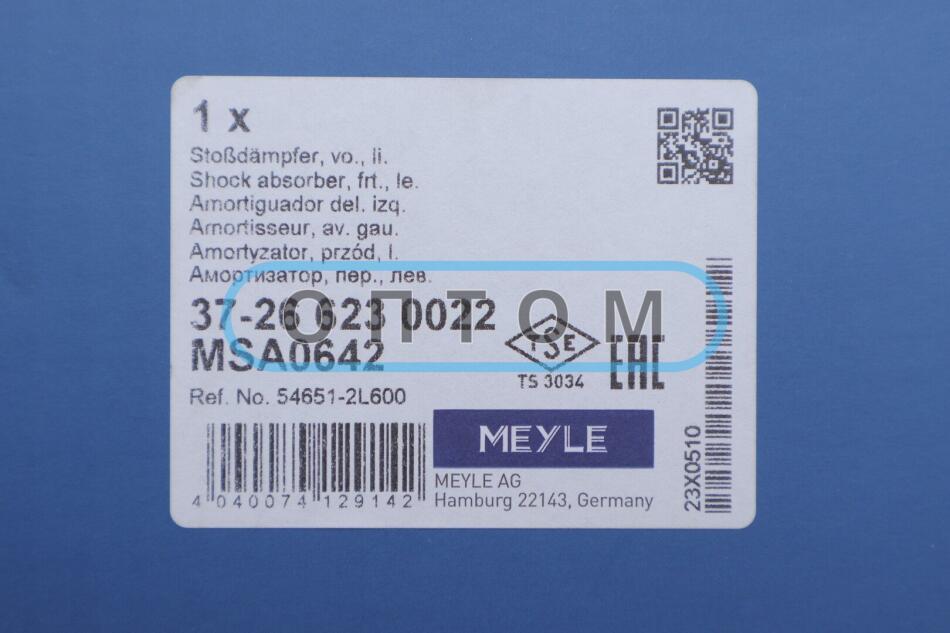 1 x
Stoßdämpfer, vo., li.
Shock absorber, frt., le.
Amortiguador del. izq.
Amortisseur, av. gau.
Amortyzator, przód, l.
Амортизатор, пер., лев.
ОПТОМ
37-26 623 0022
MSA0642
TSE
TS 3034
EAC
Ref. No. 54651-2L600
MEYLE
MEYLE AG
Hamburg 22143, Germany
4 040074 129142
23X0510